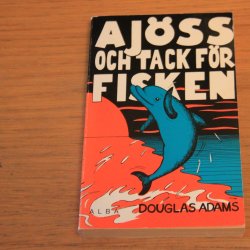 AJÖSS
OCH TACK FÖR
FISKEN
ALBA
DOUGLAS ADAMS